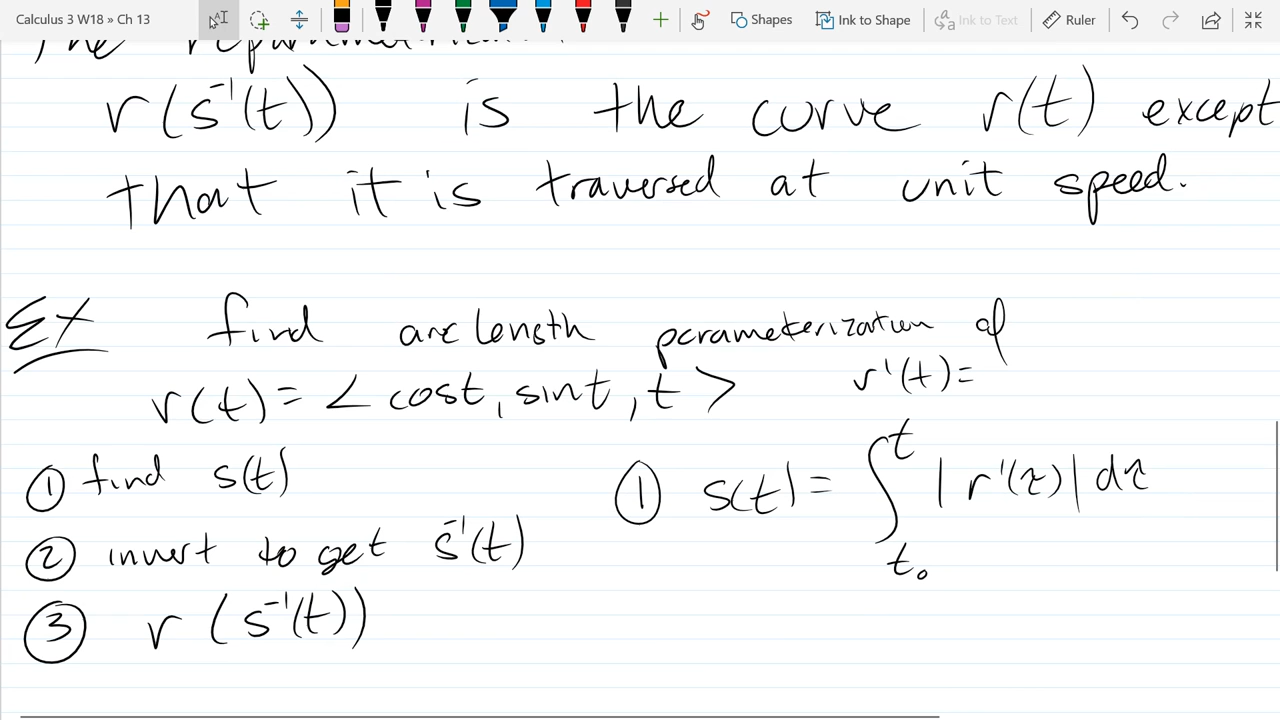 Calculus 3 W18 » Ch 13
Shapes
Ink to Shape
Ink to Text
Ruler
The
r(s⁻¹(t)) is the curve r(t) except
that it is traversed at unit speed.
Ex find arc length parameterization of
r(t) = < cost, sint, t > r'(t)=
① find s(t)
① s(t) = ∫ₜ₀ᵗ | r'(τ) | dτ
② invert to get s⁻¹(t)
③ r (s⁻¹(t))